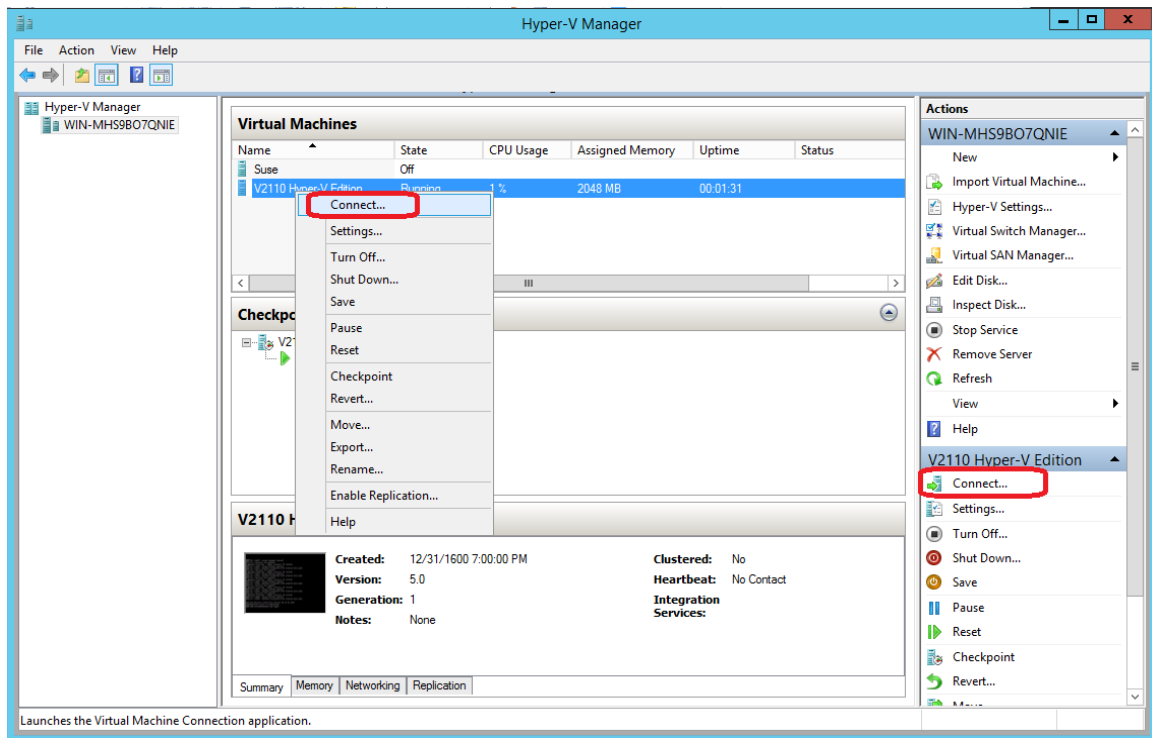 Hyper-V Manager
File Action View Help
Hyper-V Manager
WIN-MHS9BO7QNIE
Virtual Machines
Name State CPU Usage Assigned Memory Uptime Status
Suse Off
V2110 Hyper-V Edition Running 1 % 2048 MB 00:01:31
Connect...
Settings...
Turn Off...
Shut Down...
Save
Pause
Reset
Checkpoint
Revert...
Move...
Export...
Rename...
Enable Replication...
Help
Checkpo
V21
V2110 H
Created: 12/31/1600 7:00:00 PM
Version: 5.0
Generation: 1
Notes: None
Clustered: No
Heartbeat: No Contact
Integration
Services:
Summary Memory Networking Replication
Actions
WIN-MHS9BO7QNIE
New
Import Virtual Machine...
Hyper-V Settings...
Virtual Switch Manager...
Virtual SAN Manager...
Edit Disk...
Inspect Disk...
Stop Service
Remove Server
Refresh
View
Help
V2110 Hyper-V Edition
Connect...
Settings...
Turn Off...
Shut Down...
Save
Pause
Reset
Checkpoint
Revert...
Launches the Virtual Machine Connection application.